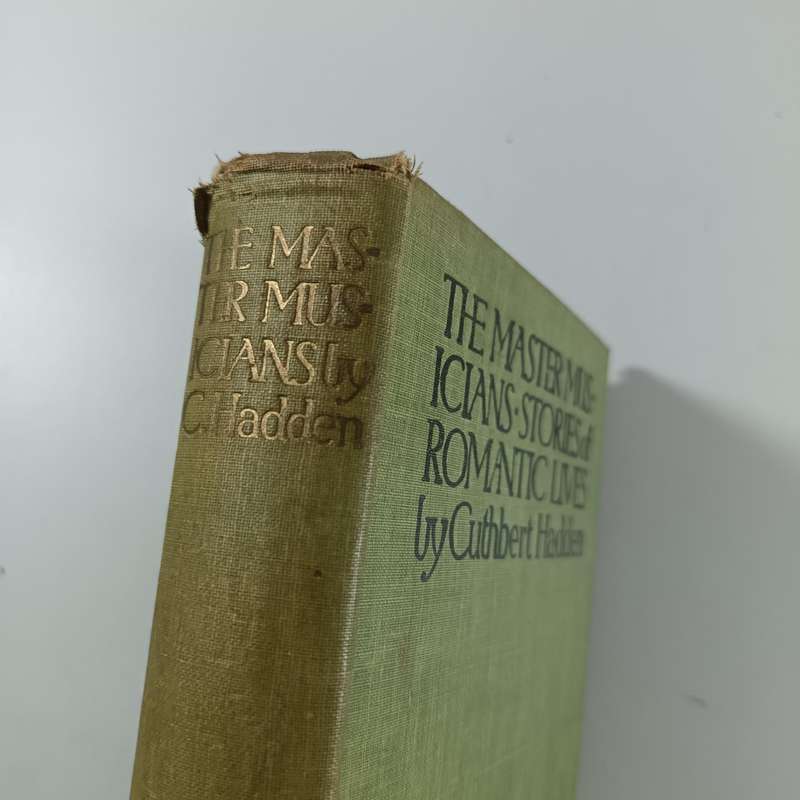 THE MAS-
TER MUS-
ICIANS by
C. Hadden
THE MASTER MUS-
ICIANS · STORIES of
ROMANTIC LIVES
by Cuthbert Hadden